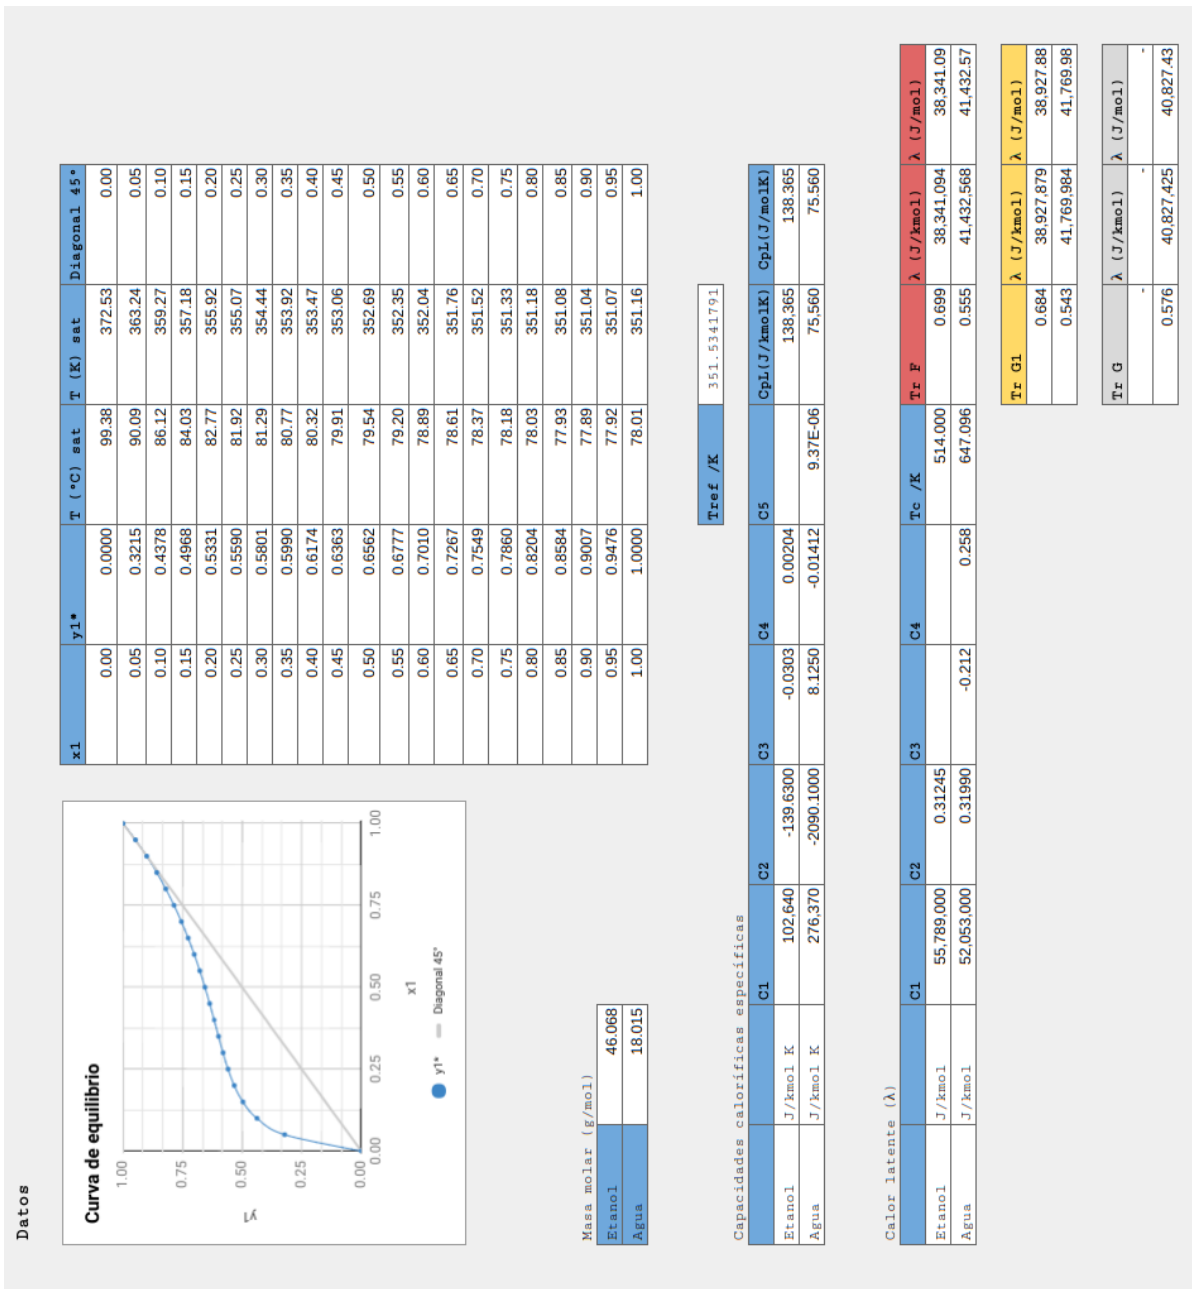 Datos
Curva de equilibrio
y1
1.00
0.75
0.50
0.25
0.00
0.00 0.25 0.50 0.75 1.00
x1
y1* Diagonal 45°
x1 y1* T (°C) sat T (K) sat Diagonal 45°
0.00 0.0000 99.38 372.53 0.00
0.05 0.3215 90.09 363.24 0.05
0.10 0.4378 86.12 359.27 0.10
0.15 0.4968 84.03 357.18 0.15
0.20 0.5331 82.77 355.92 0.20
0.25 0.5590 81.92 355.07 0.25
0.30 0.5801 81.29 354.44 0.30
0.35 0.5990 80.77 353.92 0.35
0.40 0.6174 80.32 353.47 0.40
0.45 0.6363 79.91 353.06 0.45
0.50 0.6562 79.54 352.69 0.50
0.55 0.6777 79.20 352.35 0.55
0.60 0.7010 78.89 352.04 0.60
0.65 0.7267 78.61 351.76 0.65
0.70 0.7549 78.37 351.52 0.70
0.75 0.7860 78.18 351.33 0.75
0.80 0.8204 78.03 351.18 0.80
0.85 0.8584 77.93 351.08 0.85
0.90 0.9007 77.89 351.04 0.90
0.95 0.9476 77.92 351.07 0.95
1.00 1.0000 78.01 351.16 1.00
Masa molar (g/mol)
Etanol 46.068
Agua 18.015
Tref /K 351.5341791
Capacidades caloríficas específicas
C1 C2 C3 C4 C5 CpL(J/kmolK) CpL(J/molK)
Etanol J/kmol K 102,640 -139.6300 -0.0303 0.00204 138,365 138.365
Agua J/kmol K 276,370 -2090.1000 8.1250 -0.01412 9.37E-06 75,560 75.560
Calor latente (λ)
C1 C2 C3 C4 Tc /K Tr F λ (J/kmol) λ (J/mol)
Etanol J/kmol 55,789,000 0.31245 514.000 0.699 38,341,094 38,341.09
Agua J/kmol 52,053,000 0.31990 -0.212 0.258 647.096 0.555 41,432,568 41,432.57
Tr G1 λ (J/kmol) λ (J/mol)
0.684 38,927,879 38,927.88
0.543 41,769,984 41,769.98
Tr G λ (J/kmol) λ (J/mol)
- - -
0.576 40,827,425 40,827.43